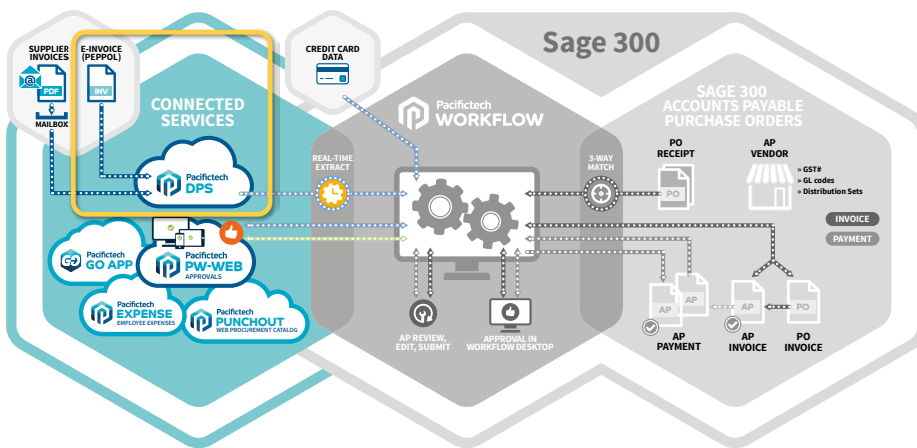 Sage 300
SUPPLIER
INVOICES
E-INVOICE
(PEPPOL)
CREDIT CARD
DATA
@
PDF
INV
MAILBOX
CONNECTED
SERVICES
Pacifictech
WORKFLOW
SAGE 300
ACCOUNTS PAYABLE
PURCHASE ORDERS
REAL-TIME
EXTRACT
3-WAY
MATCH
PO
RECEIPT
AP
VENDOR
Pacifictech
DPS
PO
» GST#
» GL codes
» Distribution Sets
INVOICE
PAYMENT
Pacifictech
GO APP
GO
Pacifictech
PW-WEB
APPROVALS
Pacifictech
EXPENSE
EMPLOYEE EXPENSES
Pacifictech
PUNCHOUT
WEB PROCUREMENT CATALOG
AP REVIEW,
EDIT, SUBMIT
APPROVAL IN
WORKFLOW DESKTOP
AP
AP
AP
PO
AP
PAYMENT
AP
INVOICE
PO
INVOICE